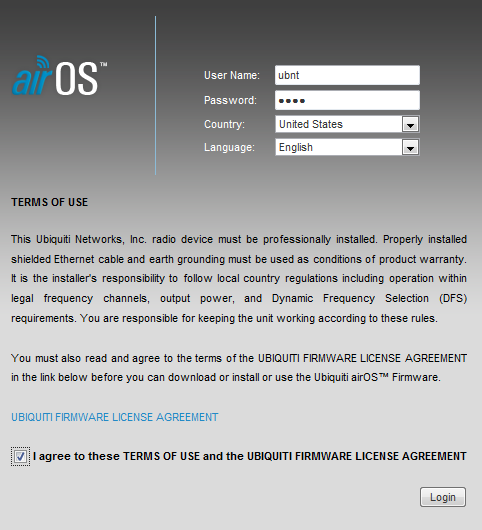 airOS™
User Name: ubnt
Password: ●●●●
Country: United States
Language: English
TERMS OF USE
This Ubiquiti Networks, Inc. radio device must be professionally installed. Properly installed
shielded Ethernet cable and earth grounding must be used as conditions of product warranty.
It is the installer's responsibility to follow local country regulations including operation within
legal frequency channels, output power, and Dynamic Frequency Selection (DFS)
requirements. You are responsible for keeping the unit working according to these rules.
You must also read and agree to the terms of the UBIQUITI FIRMWARE LICENSE AGREEMENT
in the link below before you can download or install or use the Ubiquiti airOS™ Firmware.
UBIQUITI FIRMWARE LICENSE AGREEMENT
I agree to these TERMS OF USE and the UBIQUITI FIRMWARE LICENSE AGREEMENT
Login